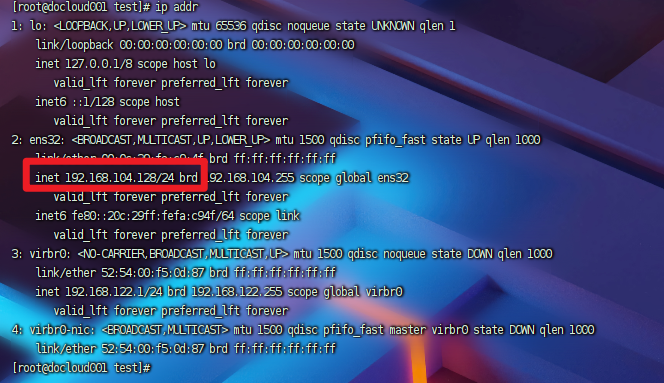 [root@docloud001 test]# ip addr
1: lo: <LOOPBACK,UP,LOWER_UP> mtu 65536 qdisc noqueue state UNKNOWN qlen 1
link/loopback 00:00:00:00:00:00 brd 00:00:00:00:00:00
inet 127.0.0.1/8 scope host lo
valid_lft forever preferred_lft forever
inet6 ::1/128 scope host
valid_lft forever preferred_lft forever
2: ens32: <BROADCAST,MULTICAST,UP,LOWER_UP> mtu 1500 qdisc pfifo_fast state UP qlen 1000
link/ether 00:0c:29:fa:c9:4f brd ff:ff:ff:ff:ff:ff
inet 192.168.104.128/24 brd 192.168.104.255 scope global ens32
valid_lft forever preferred_lft forever
inet6 fe80::20c:29ff:fefa:c94f/64 scope link
valid_lft forever preferred_lft forever
3: virbr0: <NO-CARRIER,BROADCAST,MULTICAST,UP> mtu 1500 qdisc noqueue state DOWN qlen 1000
link/ether 52:54:00:f5:0d:87 brd ff:ff:ff:ff:ff:ff
inet 192.168.122.1/24 brd 192.168.122.255 scope global virbr0
valid_lft forever preferred_lft forever
4: virbr0-nic: <BROADCAST,MULTICAST> mtu 1500 qdisc pfifo_fast master virbr0 state DOWN qlen 1000
link/ether 52:54:00:f5:0d:87 brd ff:ff:ff:ff:ff:ff
[root@docloud001 test]#